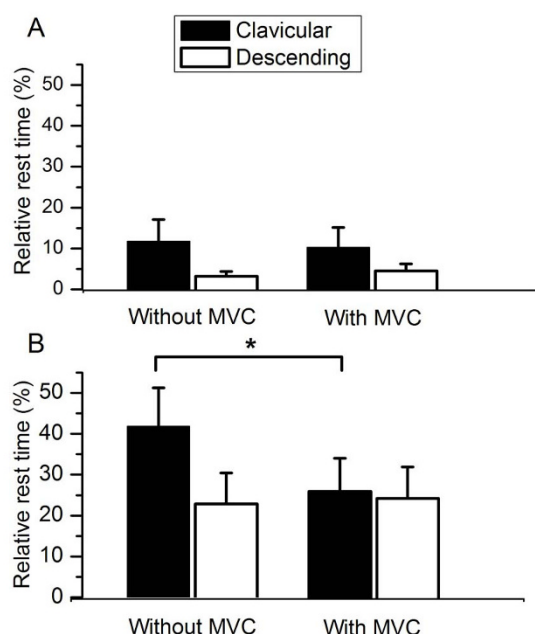 A
Clavicular
Descending
Relative rest time (%)
50
40
30
20
10
0
Without MVC With MVC
B
*
Relative rest time (%)
50
40
30
20
10
0
Without MVC With MVC